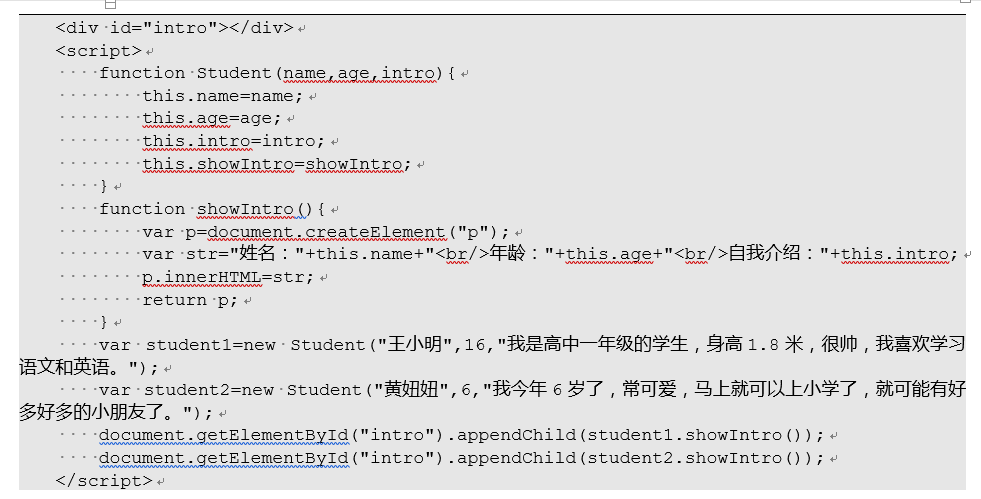 <div id="intro"></div>
<script>
    function Student(name,age,intro){
        this.name=name;
        this.age=age;
        this.intro=intro;
        this.showIntro=showIntro;
    }
    function showIntro(){
        var p=document.createElement("p");
        var str="姓名："+this.name+"<br/>年龄："+this.age+"<br/>自我介绍："+this.intro;
        p.innerHTML=str;
        return p;
    }
    var student1=new Student("王小明",16,"我是高中一年级的学生，身高 1.8 米，很帅，我喜欢学习
语文和英语。");
    var student2=new Student("黄妞妞",6,"我今年 6 岁了，常可爱，马上就可以上小学了，就可能有好
多好多的小朋友了。");
    document.getElementById("intro").appendChild(student1.showIntro());
    document.getElementById("intro").appendChild(student2.showIntro());
</script>